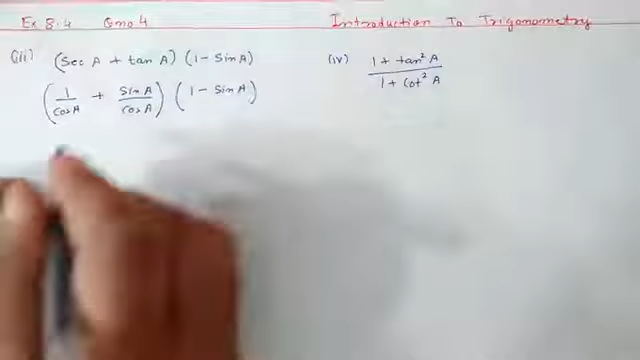 Ex 8.4 Qno 4 Introduction To Trigonometry
(iii) (Sec A + tan A) (1 - Sin A)
(1/cos A + Sin A/cos A) (1 - Sin A)
(iv) 1 + tan² A / 1 + Cot² A